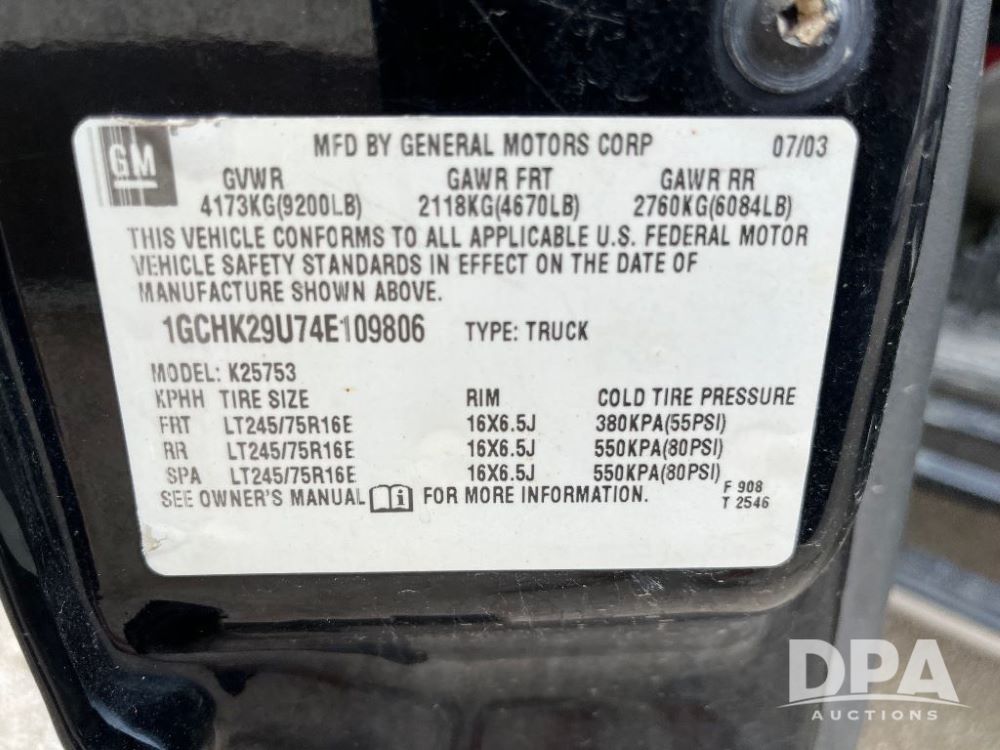 GM
MFD BY GENERAL MOTORS CORP 07/03
GVWR GAWR FRT GAWR RR
4173KG(9200LB) 2118KG(4670LB) 2760KG(6084LB)
THIS VEHICLE CONFORMS TO ALL APPLICABLE U.S. FEDERAL MOTOR
VEHICLE SAFETY STANDARDS IN EFFECT ON THE DATE OF
MANUFACTURE SHOWN ABOVE.
1GCHK29U74E109806 TYPE: TRUCK
MODEL: K25753
KPHH TIRE SIZE RIM COLD TIRE PRESSURE
FRT LT245/75R16E 16X6.5J 380KPA(55PSI)
RR LT245/75R16E 16X6.5J 550KPA(80PSI)
SPA LT245/75R16E 16X6.5J 550KPA(80PSI)
SEE OWNER'S MANUAL i FOR MORE INFORMATION.
F 908
T 2546
DPA
AUCTIONS